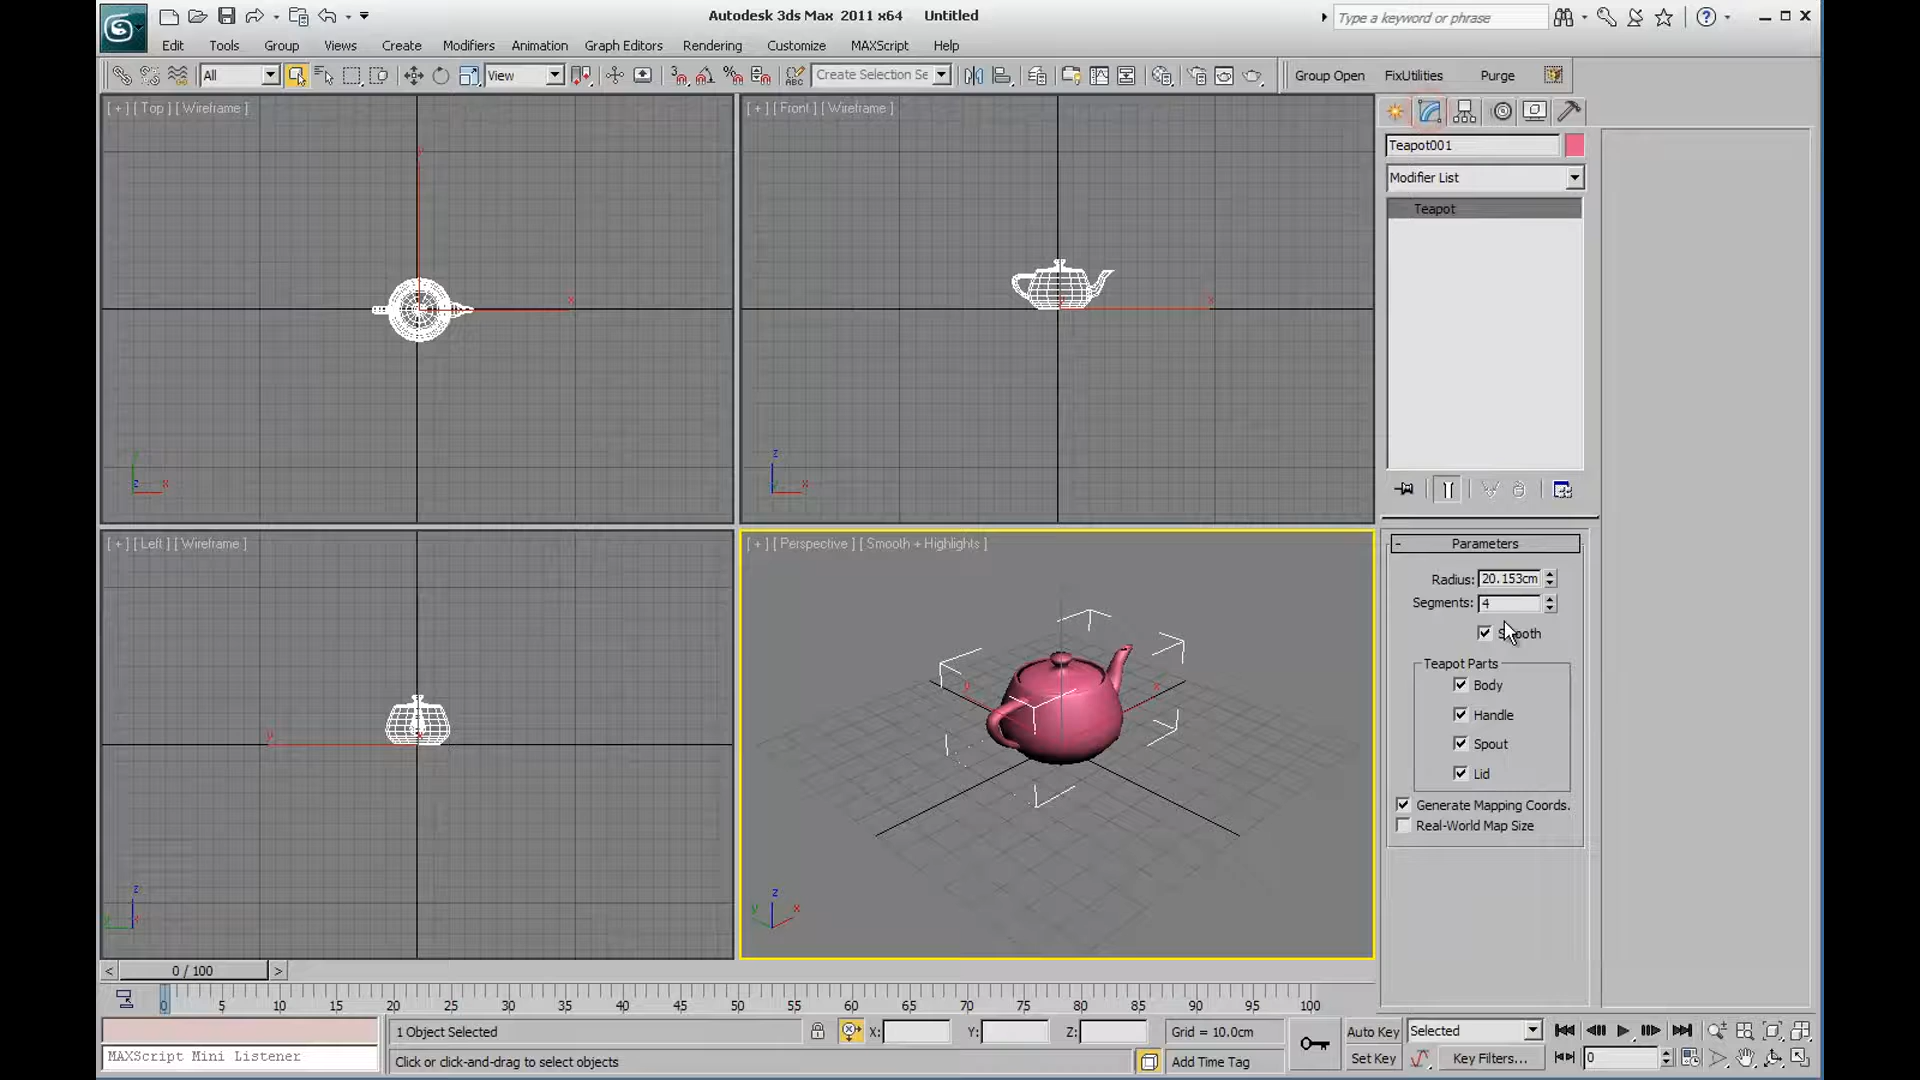 Autodesk 3ds Max 2011 x64 Untitled
Type a keyword or phrase
Edit Tools Group Views Create Modifiers Animation Graph Editors Rendering Customize MAXScript Help
All View Create Selection Se Group Open FixUtilities Purge
[ + ] [ Top ] [ Wireframe ]
[ + ] [ Front ] [ Wireframe ]
Teapot001
Modifier List
Teapot
[ + ] [ Left ] [ Wireframe ]
[ + ] [ Perspective ] [ Smooth + Highlights ]
- Parameters
Radius: 20.153cm
Segments: 4
Smooth
Teapot Parts
Body
Handle
Spout
Lid
Generate Mapping Coords.
Real-World Map Size
< 0 / 100 >
0 5 10 15 20 25 30 35 40 45 50 55 60 65 70 75 80 85 90 95 100
1 Object Selected X: Y: Z: Grid = 10.0cm Auto Key Selected
MAXScript Mini Listener Click or click-and-drag to select objects Add Time Tag Set Key Key Filters... 0